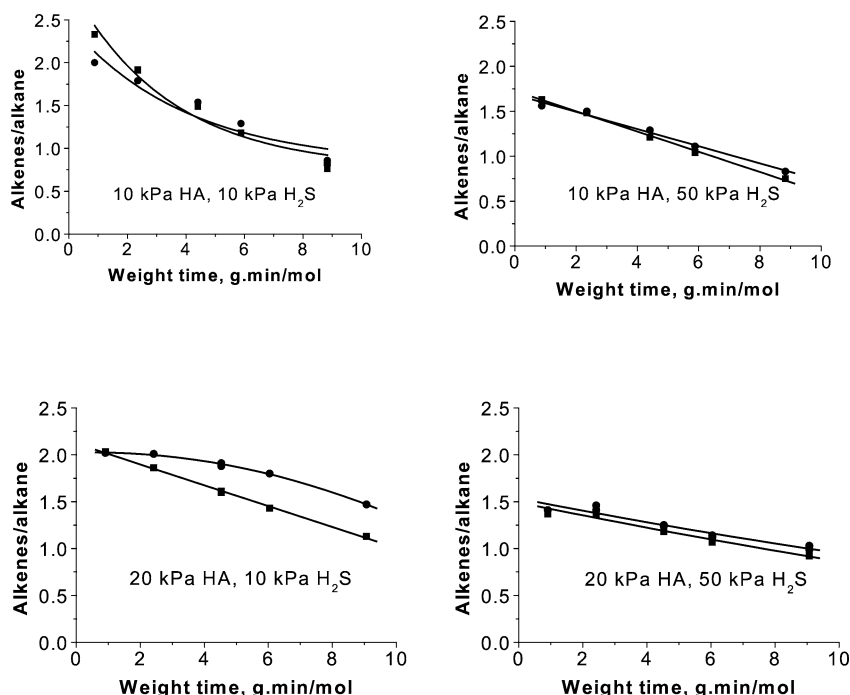 2.5
2.0
1.5
1.0
0.5
0.0
Alkenes/alkane
10 kPa HA, 10 kPa H₂S
0 2 4 6 8 10
Weight time, g.min/mol
2.5
2.0
1.5
1.0
0.5
0.0
Alkenes/alkane
10 kPa HA, 50 kPa H₂S
0 2 4 6 8 10
Weight time, g.min/mol
2.5
2.0
1.5
1.0
0.5
0.0
Alkenes/alkane
20 kPa HA, 10 kPa H₂S
0 2 4 6 8 10
Weight time, g.min/mol
2.5
2.0
1.5
1.0
0.5
0.0
Alkenes/alkane
20 kPa HA, 50 kPa H₂S
0 2 4 6 8 10
Weight time, g.min/mol